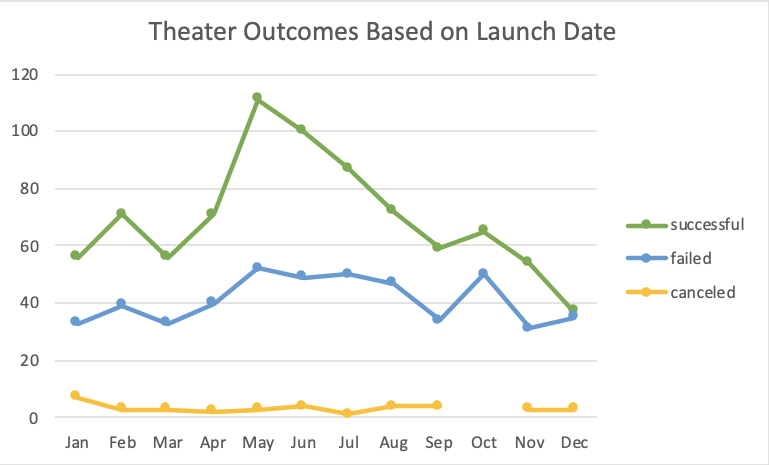 Theater Outcomes Based on Launch Date
120
100
80
60
40
20
0
Jan Feb Mar Apr May Jun Jul Aug Sep Oct Nov Dec
successful
failed
canceled